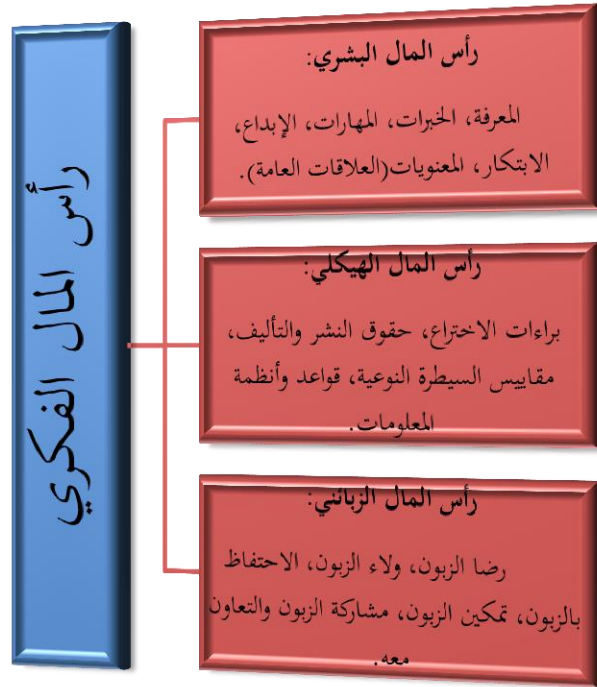 رأس المال الفكري
رأس المال البشري:
المعرفة، الخبرات، المهارات، الإبداع،
الابتكار، المعنويات(العلاقات العامة).
رأس المال الهيكلي:
براءات الاختراع، حقوق النشر والتأليف،
مقاييس السيطرة النوعية، قواعد وأنظمة
المعلومات.
رأس المال الزبائني:
رضا الزبون، ولاء الزبون، الاحتفاظ
بالزبون، تمكين الزبون، مشاركة الزبون والتعاون
معه.